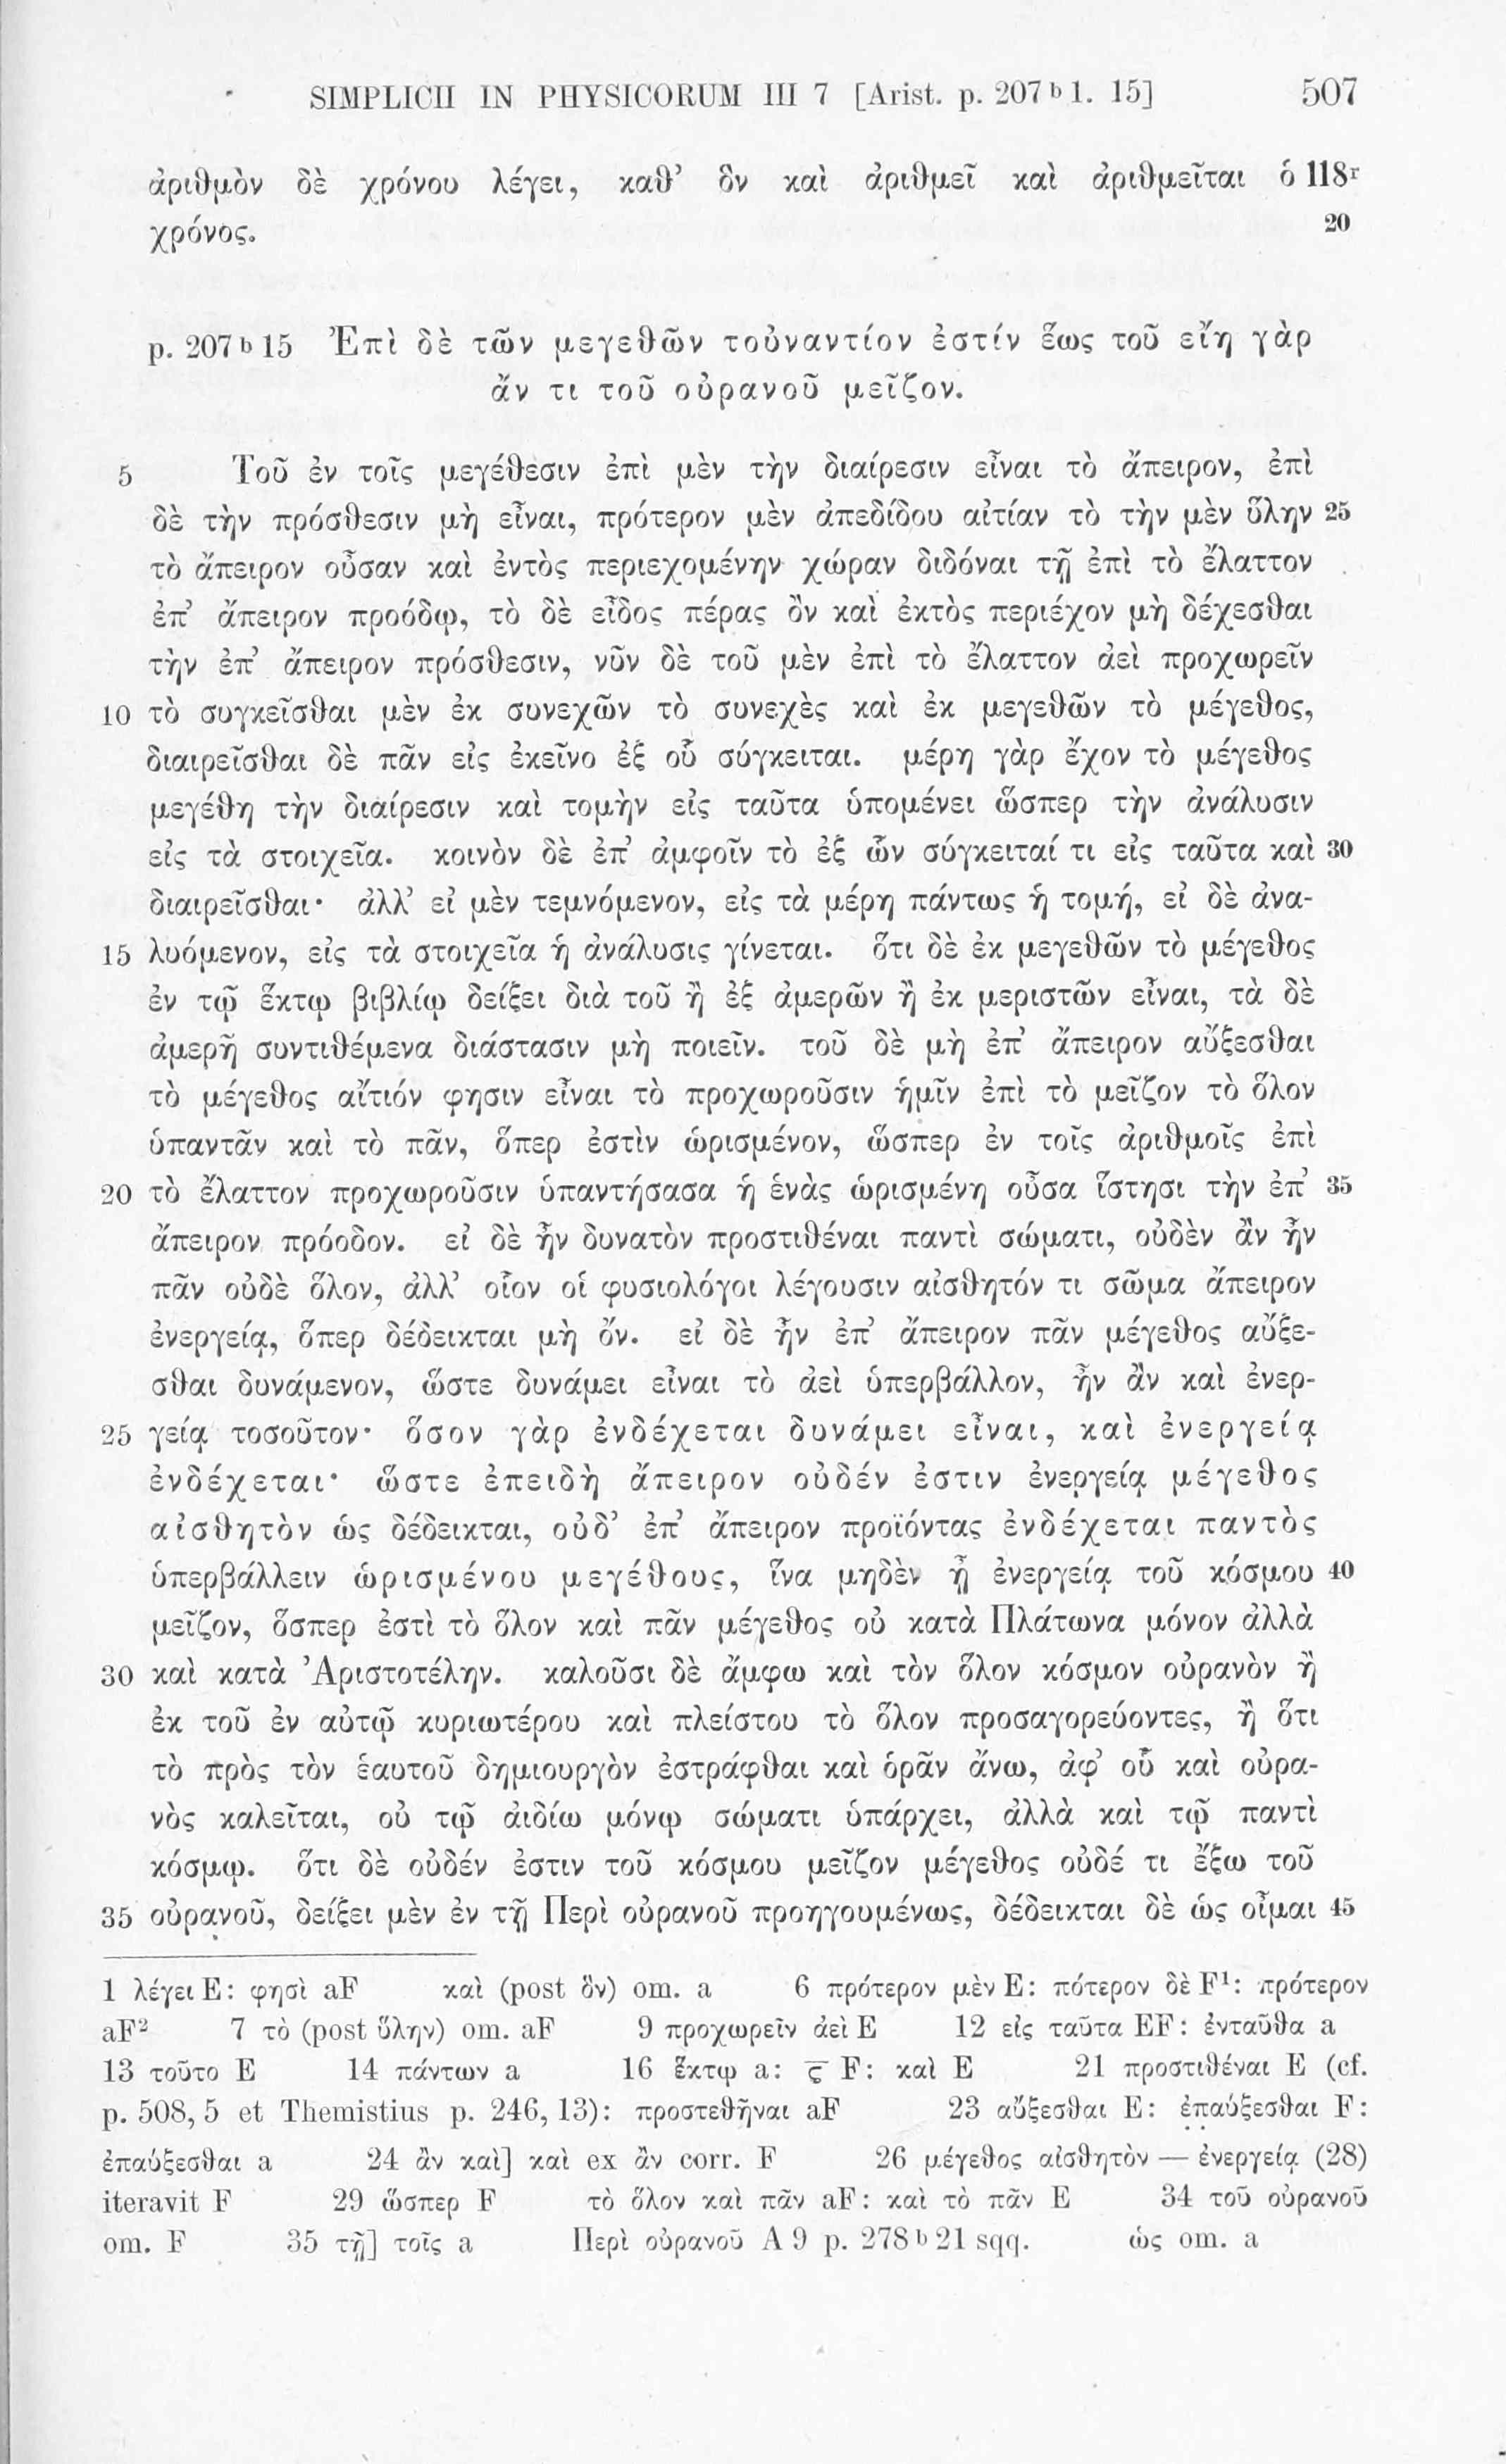 SIMPLICII IN PHYSICORUM III 7 [Arist. p. 207 b 1. 15] 507
ἀριθμὸν δὲ χρόνου λέγει, καθ’ ὃν καὶ ἀριθμεῖ καὶ ἀριθμεῖται ὁ 118r
χρόνος. 20
p. 207 b 15 Ἐπὶ δὲ τῶν μεγεθῶν τοὐναντίον ἐστίν ἕως τοῦ εἴη γὰρ
ἄν τι τοῦ οὐρανοῦ μεῖζον.
5 Τοῦ ἐν τοῖς μεγέθεσιν ἐπὶ μὲν τὴν διαίρεσιν εἶναι τὸ ἄπειρον, ἐπὶ
δὲ τὴν πρόσθεσιν μὴ εἶναι, πρότερον μὲν ἀπεδίδου αἰτίαν τὸ τὴν μὲν ὕλην 25
τὸ ἄπειρον οὖσαν καὶ ἐντὸς περιεχομένην χώραν διδόναι τῇ ἐπὶ τὸ ἔλαττον
ἐπ’ ἄπειρον προόδῳ, τὸ δὲ εἶδος πέρας ὂν καὶ ἐκτὸς περιέχον μὴ δέχεσθαι
τὴν ἐπ’ ἄπειρον πρόσθεσιν, νῦν δὲ τοῦ μὲν ἐπὶ τὸ ἔλαττον ἀεὶ προχωρεῖν
10 τὸ συγκεῖσθαι μὲν ἐκ συνεχῶν τὸ συνεχὲς καὶ ἐκ μεγεθῶν τὸ μέγεθος,
διαιρεῖσθαι δὲ πᾶν εἰς ἐκεῖνο ἐξ οὗ σύγκειται. μέρη γὰρ ἔχον τὸ μέγεθος
μεγέθη τὴν διαίρεσιν καὶ τομὴν εἰς ταῦτα ὑπομένει ὥσπερ τὴν ἀνάλυσιν
εἰς τὰ στοιχεῖα. κοινὸν δὲ ἐπ’ ἀμφοῖν τὸ ἐξ ὧν σύγκειταί τι εἰς ταῦτα καὶ 30
διαιρεῖσθαι· ἀλλ’ εἰ μὲν τεμνόμενον, εἰς τὰ μέρη πάντως ἡ τομή, εἰ δὲ ἀνα-
15 λυόμενον, εἰς τὰ στοιχεῖα ἡ ἀνάλυσις γίνεται. ὅτι δὲ ἐκ μεγεθῶν τὸ μέγεθος
ἐν τῷ ἕκτῳ βιβλίῳ δείξει διὰ τοῦ ἢ ἐξ ἀμερῶν ἢ ἐκ μεριστῶν εἶναι, τὰ δὲ
ἀμερῆ συντιθέμενα διάστασιν μὴ ποιεῖν. τοῦ δὲ μὴ ἐπ’ ἄπειρον αὔξεσθαι
τὸ μέγεθος αἴτιόν φησιν εἶναι τὸ προχωροῦσιν ἡμῖν ἐπὶ τὸ μεῖζον τὸ ὅλον
ὑπαντᾶν καὶ τὸ πᾶν, ὅπερ ἐστὶν ὡρισμένον, ὥσπερ ἐν τοῖς ἀριθμοῖς ἐπὶ
20 τὸ ἔλαττον προχωροῦσιν ὑπαντήσασα ἡ ἑνὰς ὡρισμένη οὖσα ἵστησι τὴν ἐπ’ 35
ἄπειρον πρόοδον. εἰ δὲ ἦν δυνατὸν προστιθέναι παντὶ σώματι, οὐδὲν ἂν ἦν
πᾶν οὐδὲ ὅλον, ἀλλ’ οἷον οἱ φυσιολόγοι λέγουσιν αἰσθητόν τι σῶμα ἄπειρον
ἐνεργείᾳ, ὅπερ δέδεικται μὴ ὄν. εἰ δὲ ἦν ἐπ’ ἄπειρον πᾶν μέγεθος αὔξε-
σθαι δυνάμενον, ὥστε δυνάμει εἶναι τὸ ἀεὶ ὑπερβάλλον, ἦν ἂν καὶ ἐνερ-
25 γείᾳ τοσοῦτον· ὅσον γὰρ ἐνδέχεται δυνάμει εἶναι, καὶ ἐνεργείᾳ
ἐνδέχεται· ὥστε ἐπειδὴ ἄπειρον οὐδέν ἐστιν ἐνεργείᾳ μέγεθος
αἰσθητὸν ὡς δέδεικται, οὐδ’ ἐπ’ ἄπειρον προϊόντας ἐνδέχεται παντὸς
ὑπερβάλλειν ὡρισμένου μεγέθους, ἵνα μηδὲν ᾖ ἐνεργείᾳ τοῦ κόσμου 40
μεῖζον, ὅσπερ ἐστὶ τὸ ὅλον καὶ πᾶν μέγεθος οὐ κατὰ Πλάτωνα μόνον ἀλλὰ
30 καὶ κατὰ Ἀριστοτέλην. καλοῦσι δὲ ἄμφω καὶ τὸν ὅλον κόσμον οὐρανὸν ἢ
ἐκ τοῦ ἐν αὐτῷ κυριωτέρου καὶ πλείστου τὸ ὅλον προσαγορεύοντες, ἢ ὅτι
τὸ πρὸς τὸν ἑαυτοῦ δημιουργὸν ἐστράφθαι καὶ ὁρᾶν ἄνω, ἀφ’ οὗ καὶ οὐρα-
νὸς καλεῖται, οὐ τῷ ἀιδίω μόνῳ σώματι ὑπάρχει, ἀλλὰ καὶ τῷ παντὶ
κόσμῳ. ὅτι δὲ οὐδέν ἐστιν τοῦ κόσμου μεῖζον μέγεθος οὐδέ τι ἔξω τοῦ
35 οὐρανοῦ, δείξει μὲν ἐν τῇ Περὶ οὐρανοῦ προηγουμένως, δέδεικται δὲ ὡς οἶμαι 45
1 λέγει E: φησὶ aF καὶ (post ὃν) om. a 6 πρότερον μὲν E: πότερον δὲ F¹: πρότερον
aF² 7 τὸ (post ὕλην) om. aF 9 προχωρεῖν ἀεὶ E 12 εἰς ταῦτα EF: ἐνταῦθα a
13 τοῦτο E 14 πάντων a 16 ἕκτῳ a: ς̅ F: καὶ E 21 προστιθέναι E (cf.
p. 508, 5 et Themistius p. 246, 13): προστεθῆναι aF 23 αὔξεσθαι E: ἐπαύξεσθαι F:
ἐπαύξεσθαι a 24 ἂν καὶ] καὶ ex ἂν corr. F 26 μέγεθος αἰσθητὸν — ἐνεργείᾳ (28)
iteravit F 29 ὥσπερ F τὸ ὅλον καὶ πᾶν aF: καὶ τὸ πᾶν E 34 τοῦ οὐρανοῦ
om. F 35 τῇ] τοῖς a Περὶ οὐρανοῦ A 9 p. 278 b 21 sqq. ὡς om. a